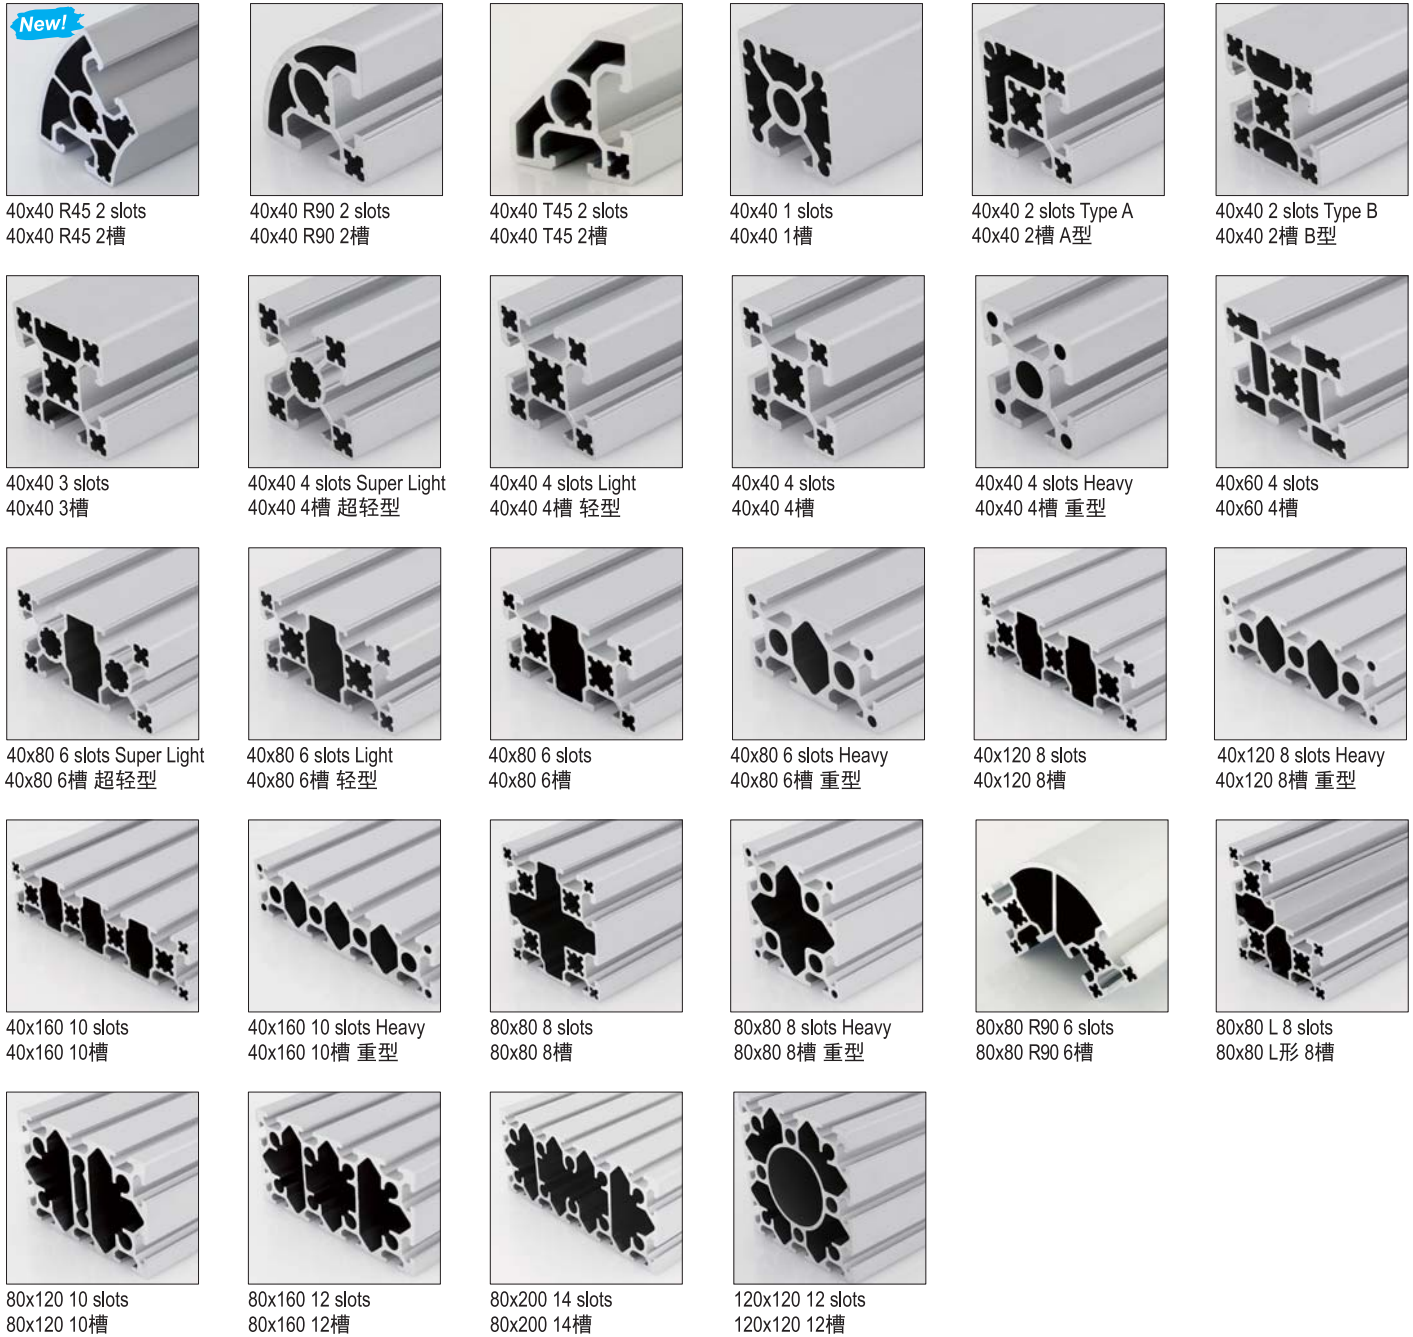 New!
40x40 R45 2 slots
40x40 R45 2槽
40x40 R90 2 slots
40x40 R90 2槽
40x40 T45 2 slots
40x40 T45 2槽
40x40 1 slots
40x40 1槽
40x40 2 slots Type A
40x40 2槽 A型
40x40 2 slots Type B
40x40 2槽 B型
40x40 3 slots
40x40 3槽
40x40 4 slots Super Light
40x40 4槽 超轻型
40x40 4 slots Light
40x40 4槽 轻型
40x40 4 slots
40x40 4槽
40x40 4 slots Heavy
40x40 4槽 重型
40x60 4 slots
40x60 4槽
40x80 6 slots Super Light
40x80 6槽 超轻型
40x80 6 slots Light
40x80 6槽 轻型
40x80 6 slots
40x80 6槽
40x80 6 slots Heavy
40x80 6槽 重型
40x120 8 slots
40x120 8槽
40x120 8 slots Heavy
40x120 8槽 重型
40x160 10 slots
40x160 10槽
40x160 10 slots Heavy
40x160 10槽 重型
80x80 8 slots
80x80 8槽
80x80 8 slots Heavy
80x80 8槽 重型
80x80 R90 6 slots
80x80 R90 6槽
80x80 L 8 slots
80x80 L形 8槽
80x120 10 slots
80x120 10槽
80x160 12 slots
80x160 12槽
80x200 14 slots
80x200 14槽
120x120 12 slots
120x120 12槽